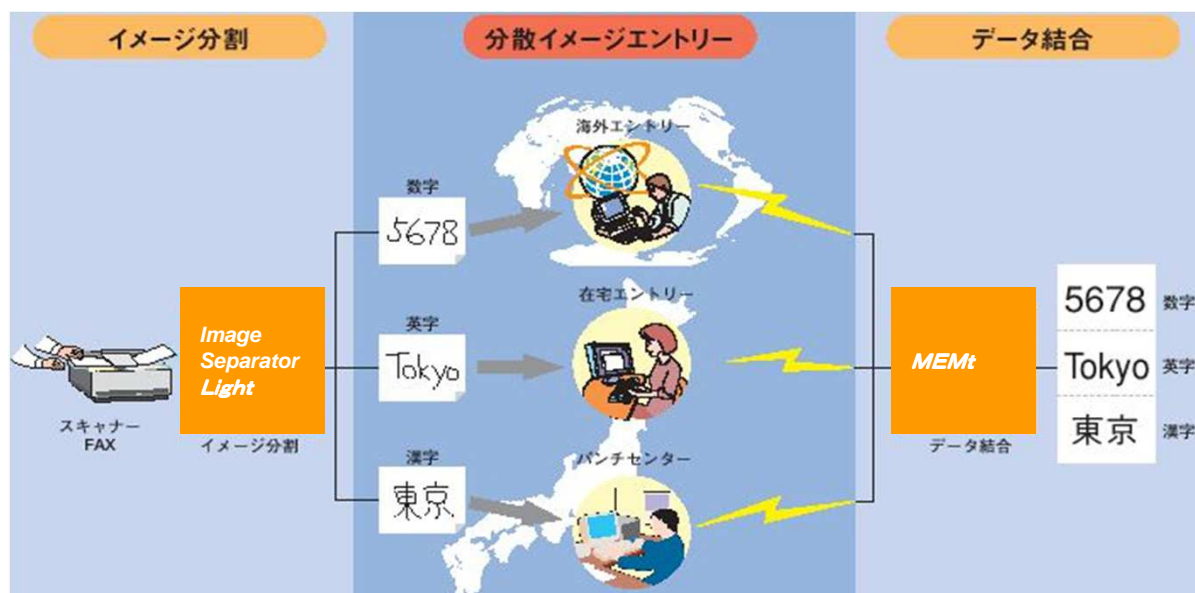 イメージ分割
分散イメージエントリー
データ結合
スキャナー
FAX
Image
Separator
Light
イメージ分割
数字
5678
英字
Tokyo
漢字
東京
海外エントリー
在宅エントリー
パンチセンター
MEMt
データ結合
5678 数字
Tokyo 英字
東京 漢字